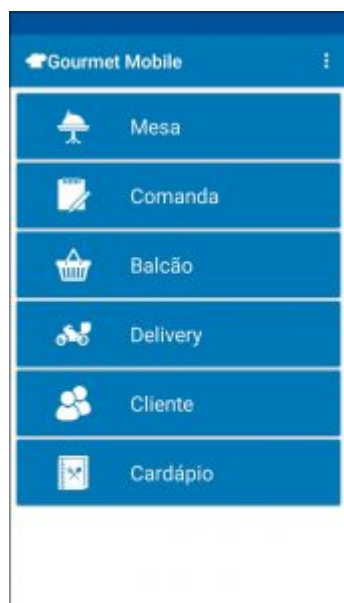 Gourmet Mobile
Mesa
Comanda
Balcão
Delivery
Cliente
Cardápio